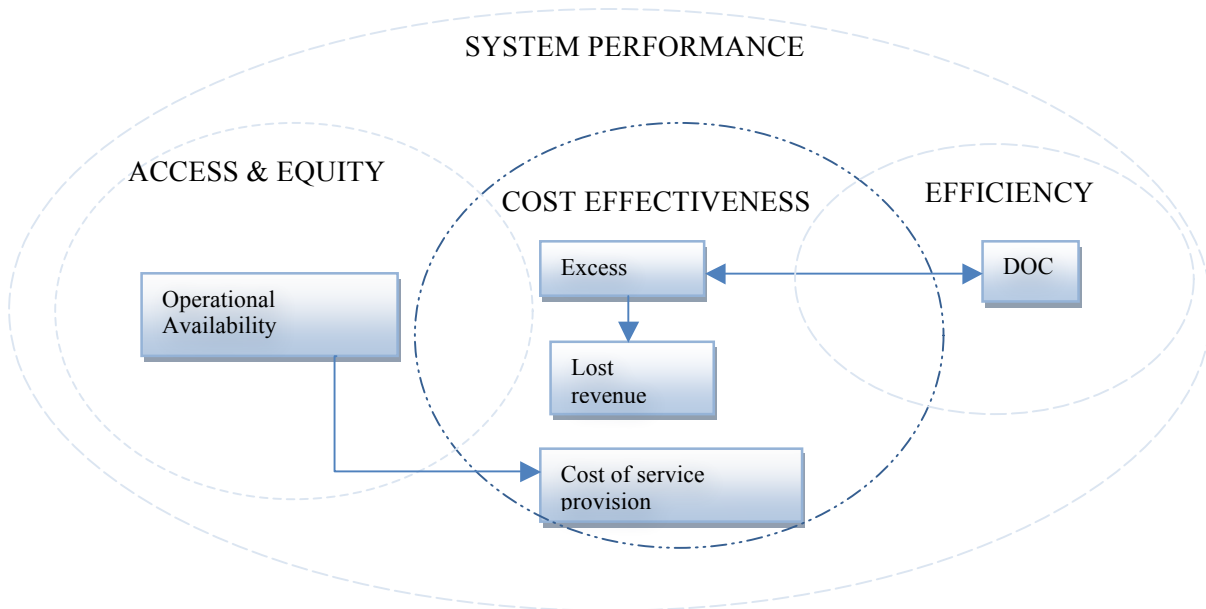 SYSTEM PERFORMANCE
ACCESS & EQUITY
COST EFFECTIVENESS
EFFICIENCY
Excess
DOC
Operational
Availability
Lost
revenue
Cost of service
provision